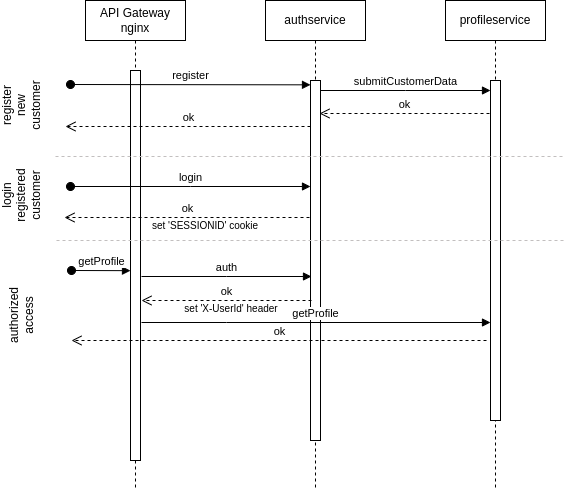 API Gateway
nginx
authservice
profileservice
register
new
customer
register
submitCustomerData
ok
ok
login
registered
customer
login
ok
set 'SESSIONID' cookie
authorized
access
getProfile
auth
ok
set 'X-UserId' header
getProfile
ok